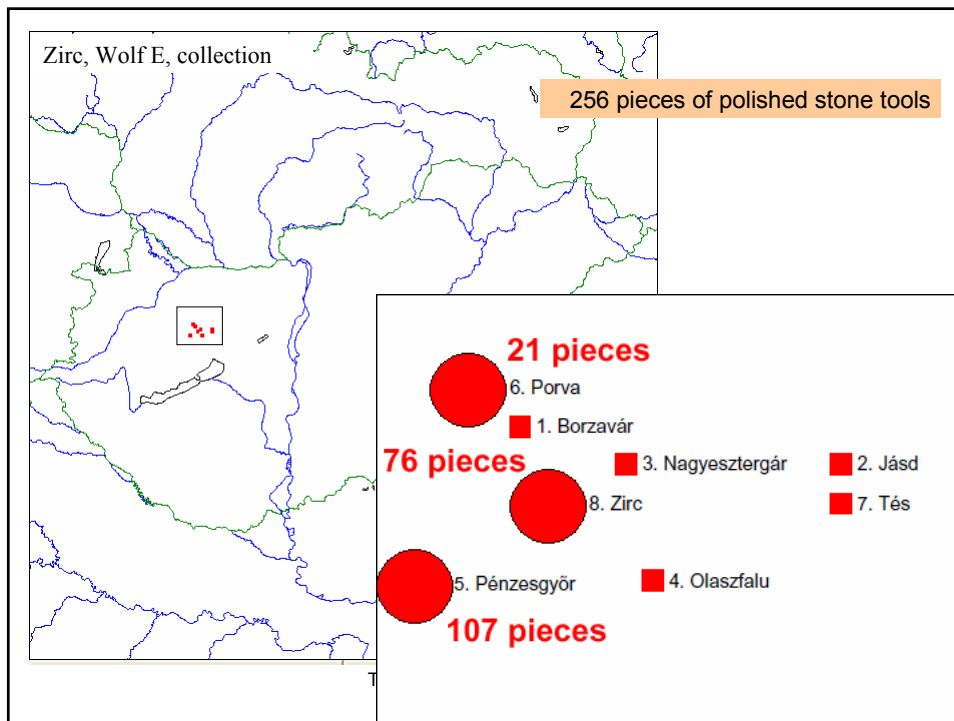 Zirc, Wolf E, collection
256 pieces of polished stone tools
21 pieces
6. Porva
1. Borzavár
76 pieces
3. Nagyesztergár
2. Jásd
8. Zirc
7. Tés
5. Pénzesgyőr
4. Olaszfalu
107 pieces
T